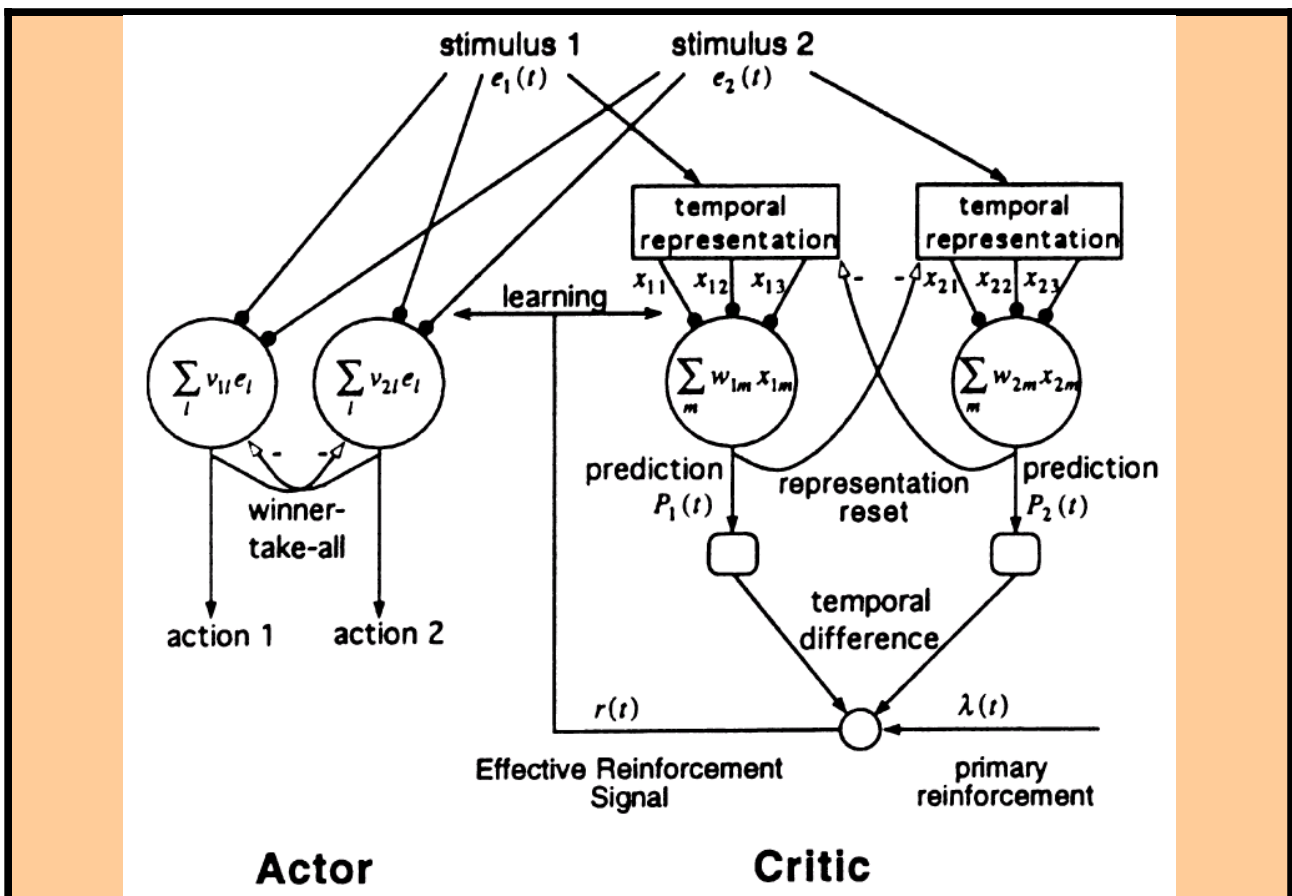 stimulus 1
e₁(t)
stimulus 2
e₂(t)
temporal
representation
temporal
representation
x₁₁ x₁₂ x₁₃
- -
x₂₁ x₂₂ x₂₃
learning
∑ v₁ₗ eₗ
l
∑ v₂ₗ eₗ
l
∑ w₁ₘ x₁ₘ
m
∑ w₂ₘ x₂ₘ
m
- -
winner-
take-all
prediction
P₁(t)
representation
reset
prediction
P₂(t)
action 1
action 2
temporal
difference
r(t)
λ(t)
Effective Reinforcement
Signal
primary
reinforcement
Actor
Critic